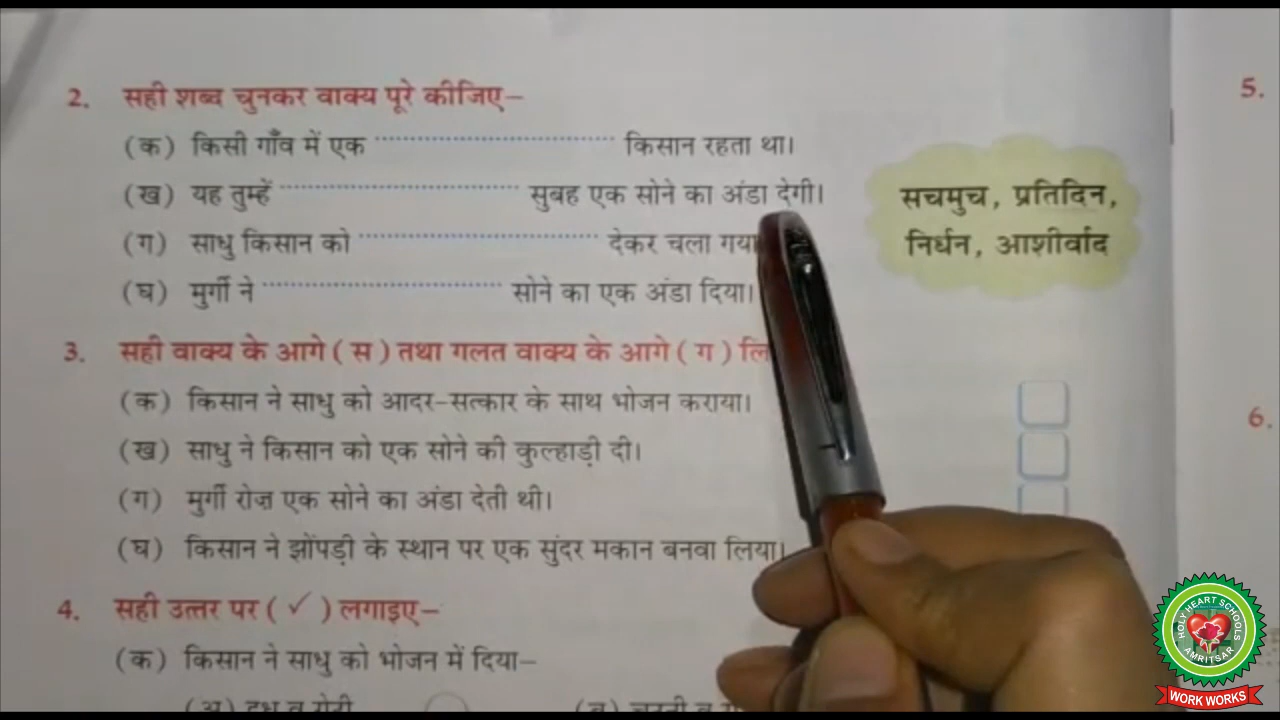 2. सही शब्द चुनकर वाक्य पूरे कीजिए–
(क) किसी गाँव में एक ........................ किसान रहता था।
(ख) यह तुम्हें ........................ सुबह एक सोने का अंडा देगी।
(ग) साधु किसान को ........................ देकर चला गया
(घ) मुर्गी ने ........................ सोने का एक अंडा दिया।
सचमुच, प्रतिदिन,
निर्धन, आशीर्वाद
3. सही वाक्य के आगे ( स ) तथा गलत वाक्य के आगे ( ग )
(क) किसान ने साधु को आदर-सत्कार के साथ भोजन कराया।
(ख) साधु ने किसान को एक सोने की कुल्हाड़ी दी।
(ग) मुर्गी रोज़ एक सोने का अंडा देती थी।
(घ) किसान ने झोंपड़ी के स्थान पर एक सुंदर मकान बनवा लिया।
4. सही उत्तर पर ( ✓ ) लगाइए–
(क) किसान ने साधु को भोजन में दिया–
5.
6.
HOLY HEART SCHOOLS
AMRITSAR
WORK WORKS